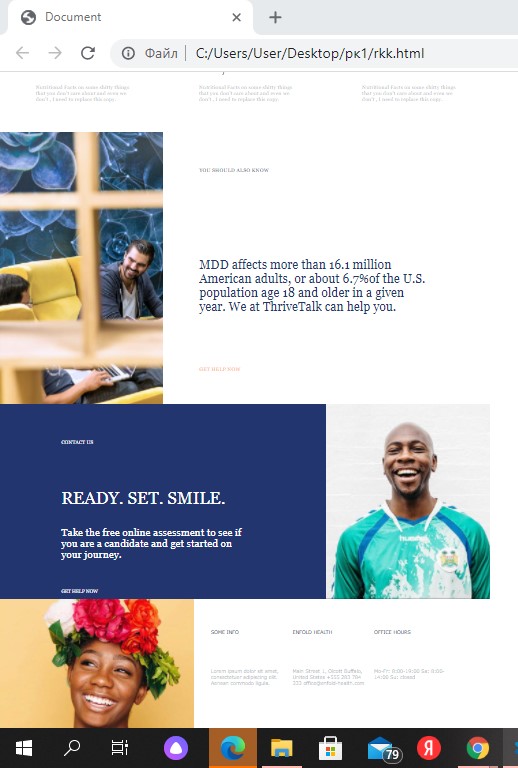 Document
Файл
C:/Users/User/Desktop/рк1/rkk.html
Nutritional Facts on some shitty things
that you don't care about and even we
don't , I need to replace this copy.
Nutritional Facts on some shitty things
that you don't care about and even we
don't , I need to replace this copy.
Nutritional Facts on some shitty things
that you don't care about and even we
don't , I need to replace this copy.
YOU SHOULD ALSO KNOW
MDD affects more than 16.1 million
American adults, or about 6.7%of the U.S.
population age 18 and older in a given
year. We at ThriveTalk can help you.
GET HELP NOW
CONTACT US
READY. SET. SMILE.
Take the free online assessment to see if
you are a candidate and get started on
your journey.
GET HELP NOW
hummel
SOME INFO
Lorem ipsum dolor sit amet,
consectetuer adipiscing elit.
Aenean commodo ligula.
ENFOLD HEALTH
Main Street 1, Olcott Buffalo,
United States +333 203 784
333 office@enfold-health.com
OFFICE HOURS
Mo-Fr: 8:00-19:00 Sa: 8:00-
14:00 Su: closed
79
Я